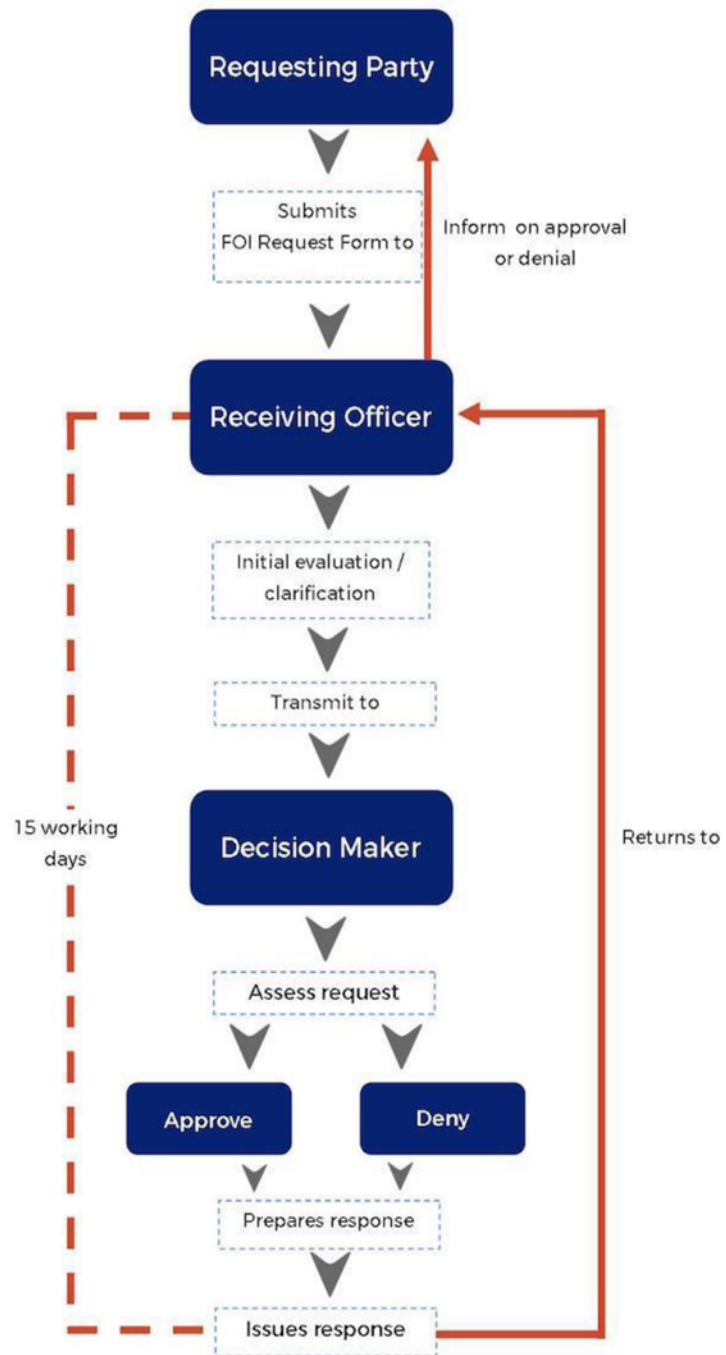 Requesting Party
Submits
FOI Request Form to
Inform on approval
or denial
Receiving Officer
Initial evaluation /
clarification
Transmit to
15 working
days
Decision Maker
Returns to
Assess request
Approve
Deny
Prepares response
Issues response